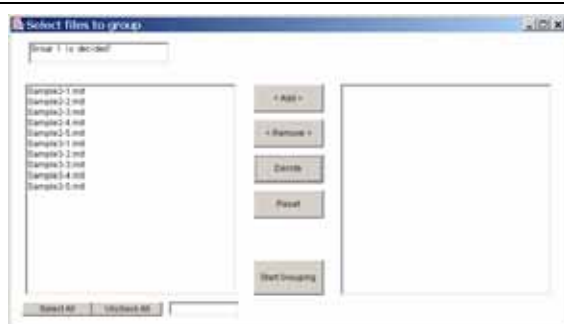 Select files to group
Group 1 is decided!
Sample2-1.mtl
Sample2-2.mtl
Sample2-3.mtl
Sample2-4.mtl
Sample2-5.mtl
Sample3-1.mtl
Sample3-2.mtl
Sample3-3.mtl
Sample3-4.mtl
Sample3-5.mtl
< Add >
< Remove >
Decide
Reset
Start Grouping
Select All
Uncheck All